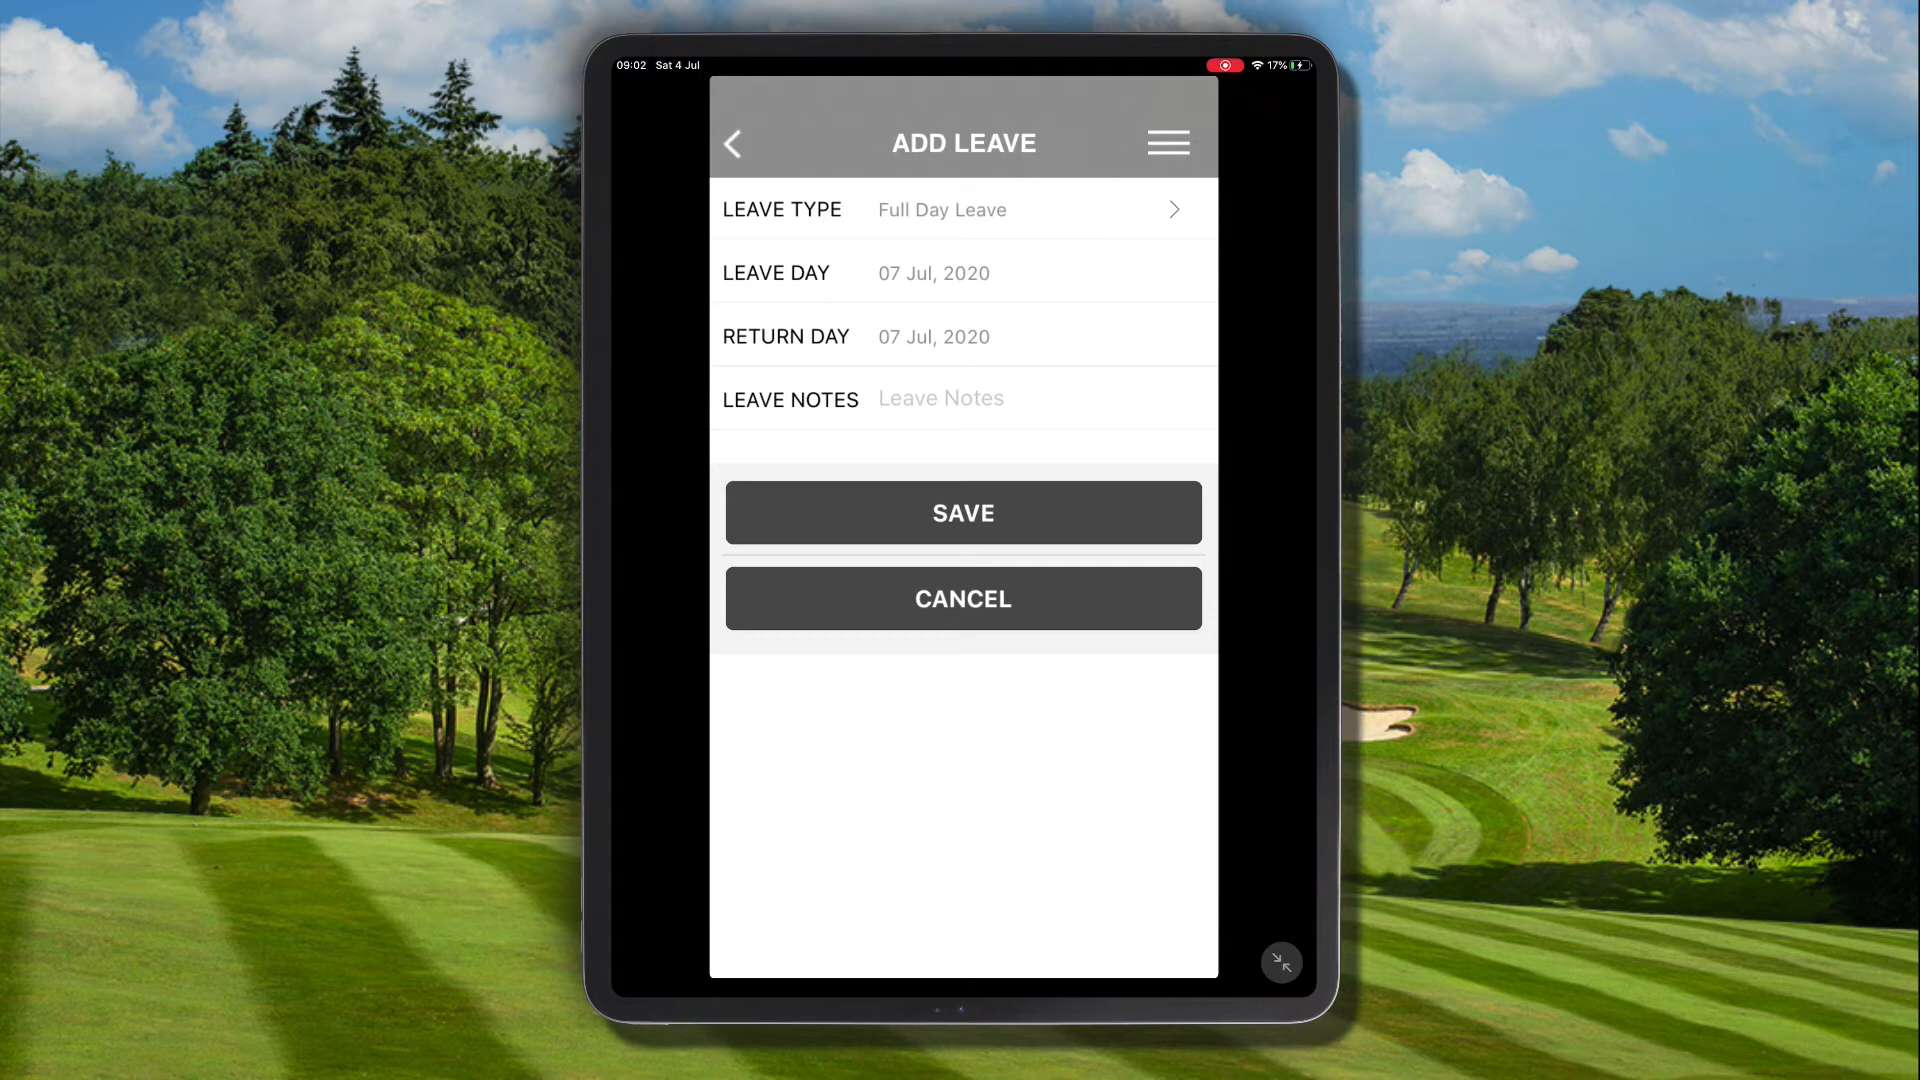 09:02 Sat 4 Jul 17%
ADD LEAVE
LEAVE TYPE Full Day Leave
LEAVE DAY 07 Jul, 2020
RETURN DAY 07 Jul, 2020
LEAVE NOTES Leave Notes
SAVE
CANCEL